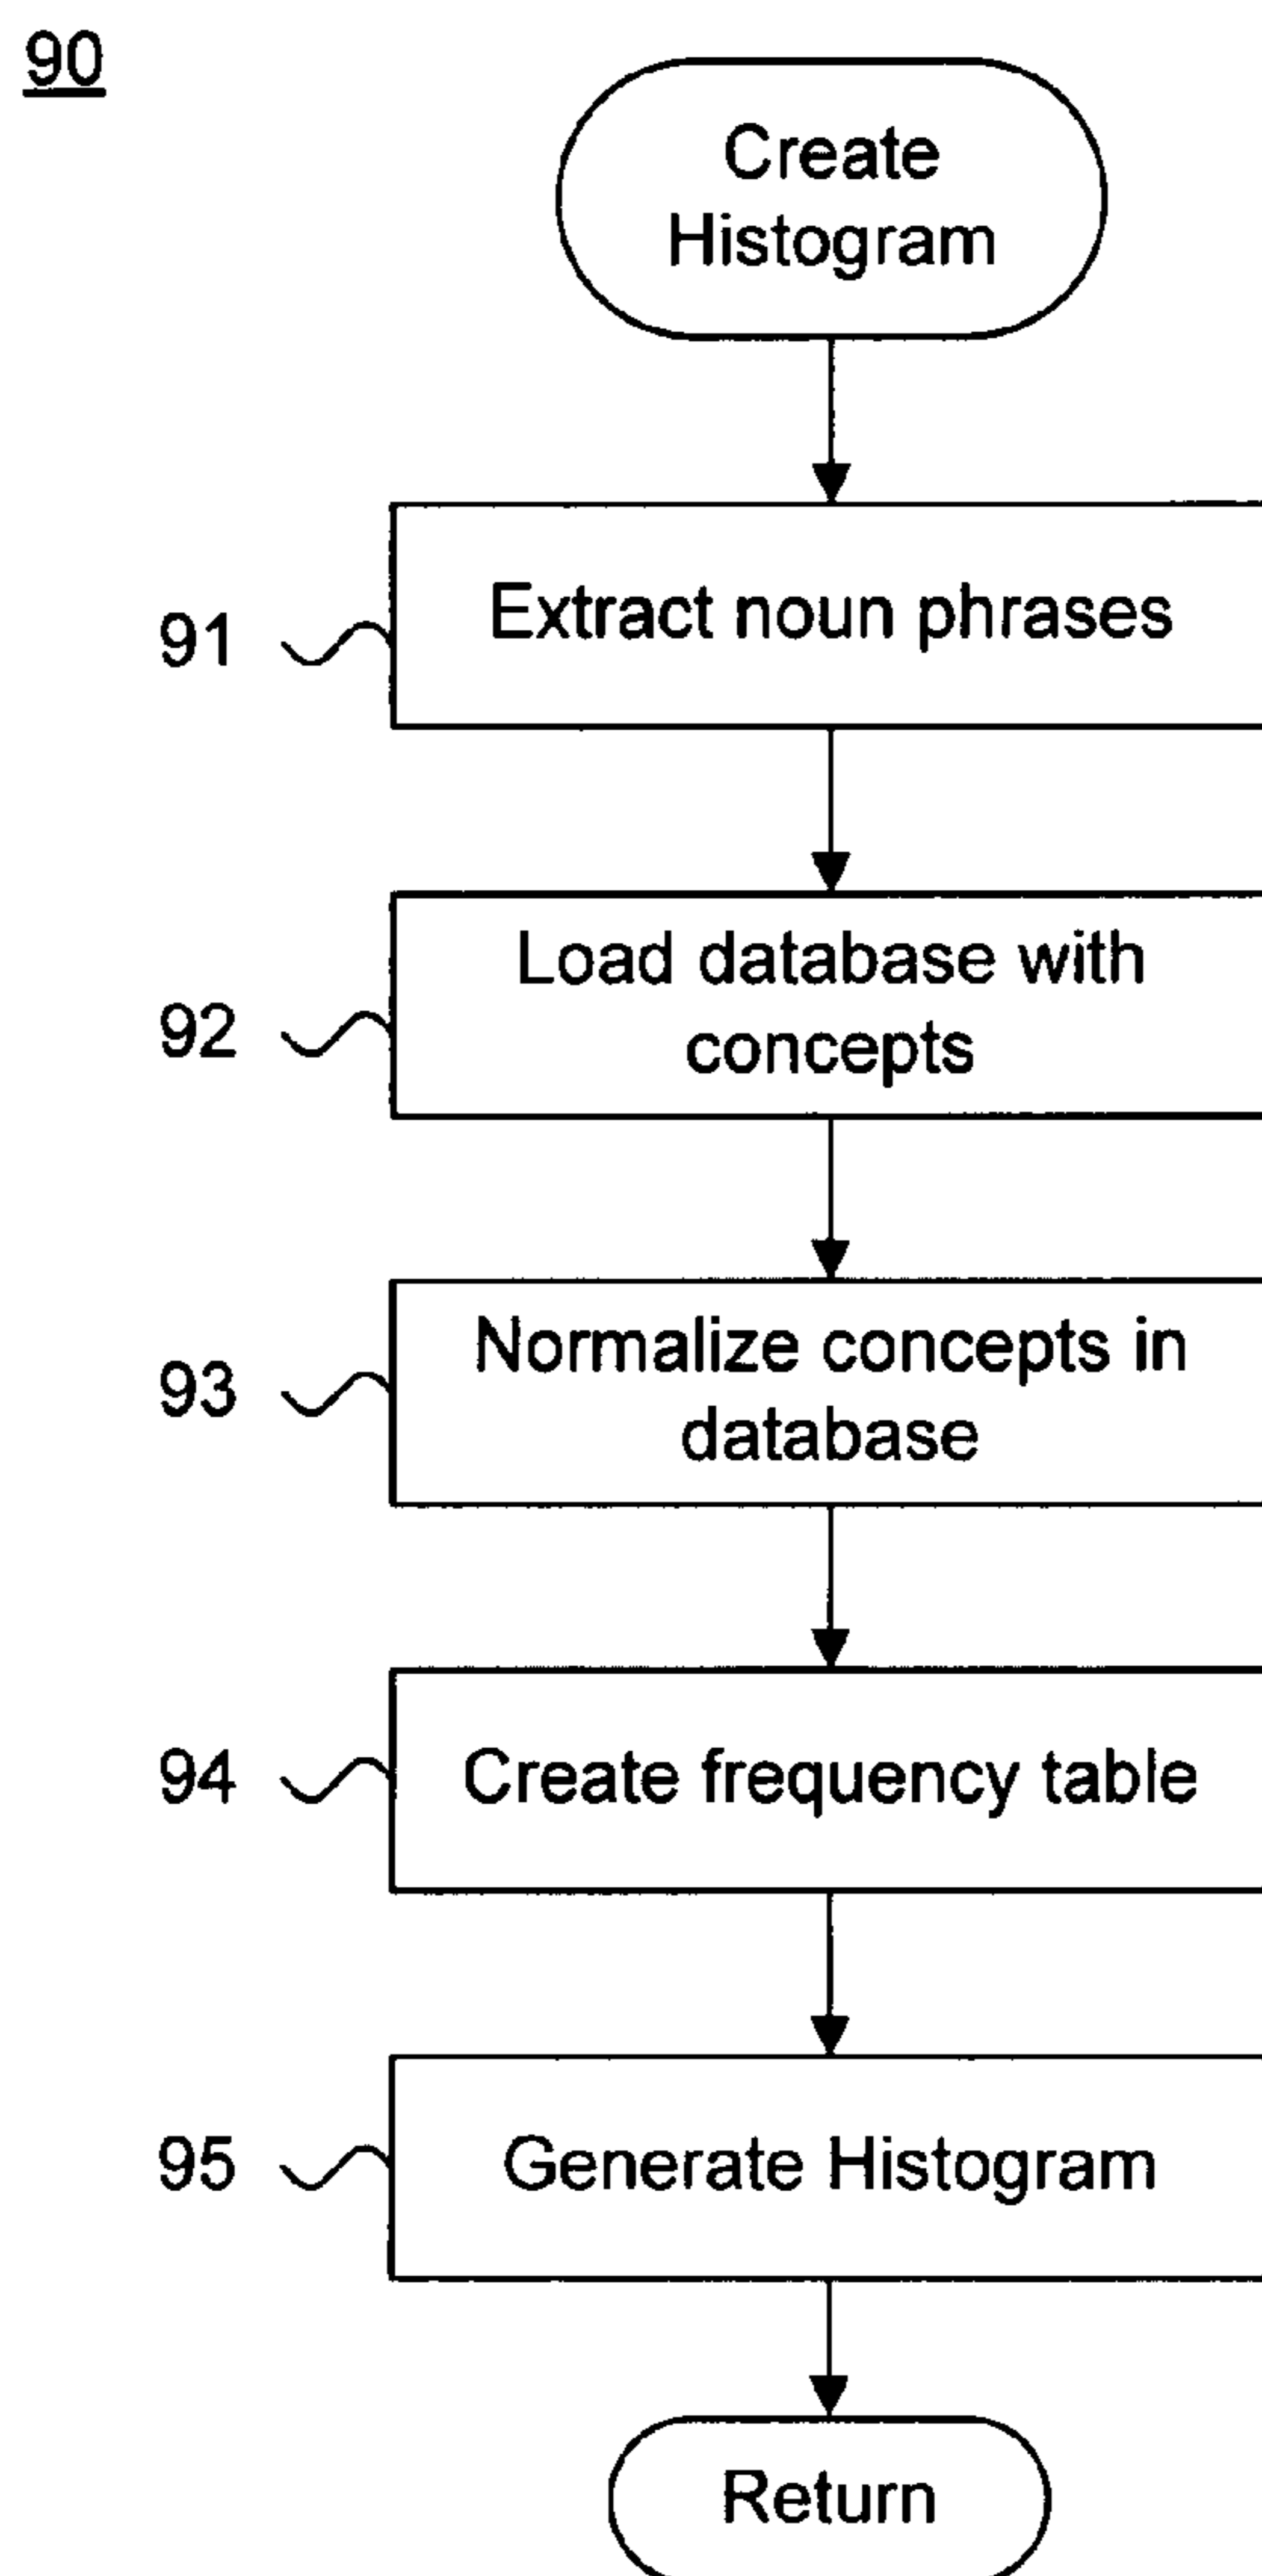 90
Create
Histogram
91
Extract noun phrases
92
Load database with
concepts
93
Normalize concepts in
database
94
Create frequency table
95
Generate Histogram
Return